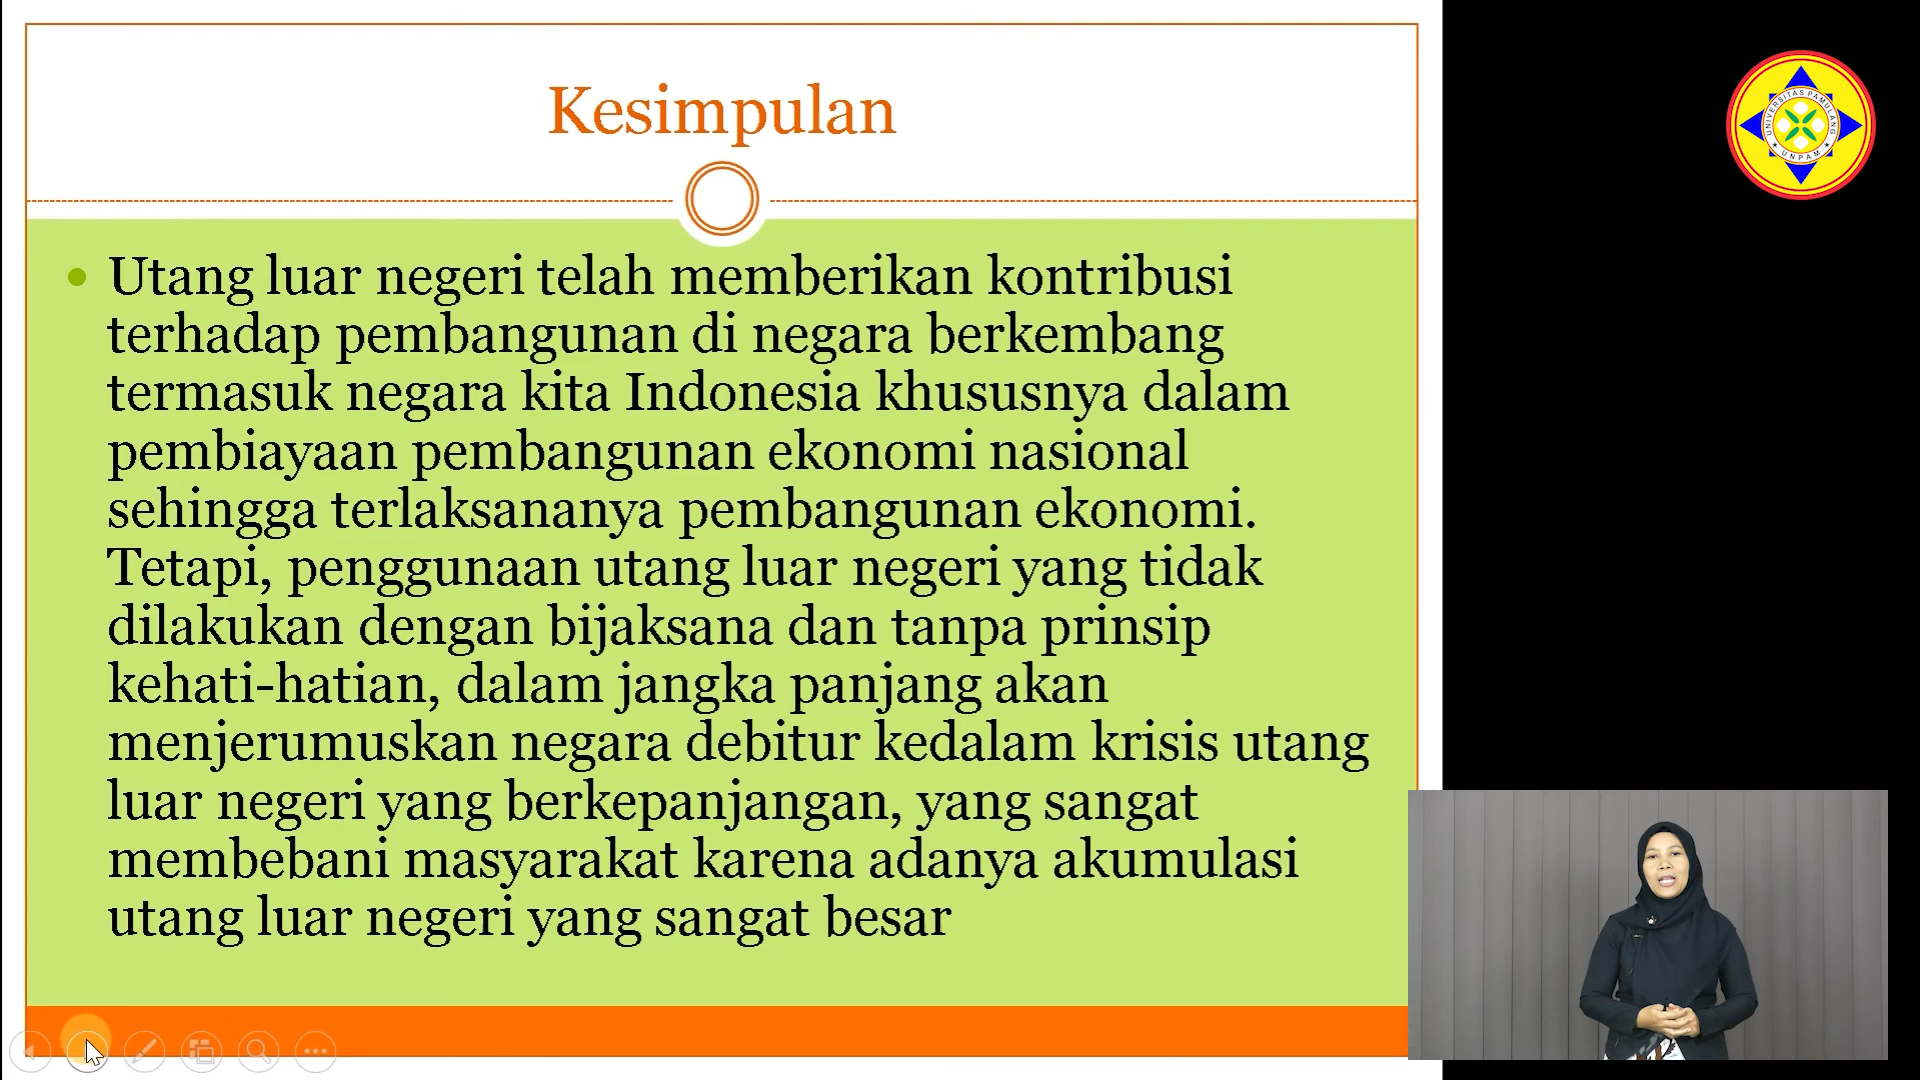 Kesimpulan
Utang luar negeri telah memberikan kontribusi
terhadap pembangunan di negara berkembang
termasuk negara kita Indonesia khususnya dalam
pembiayaan pembangunan ekonomi nasional
sehingga terlaksananya pembangunan ekonomi.
Tetapi, penggunaan utang luar negeri yang tidak
dilakukan dengan bijaksana dan tanpa prinsip
kehati-hatian, dalam jangka panjang akan
menjerumuskan negara debitur kedalam krisis utang
luar negeri yang berkepanjangan, yang sangat
membebani masyarakat karena adanya akumulasi
utang luar negeri yang sangat besar
UNIVERSITAS PAMULANG
UNPAM